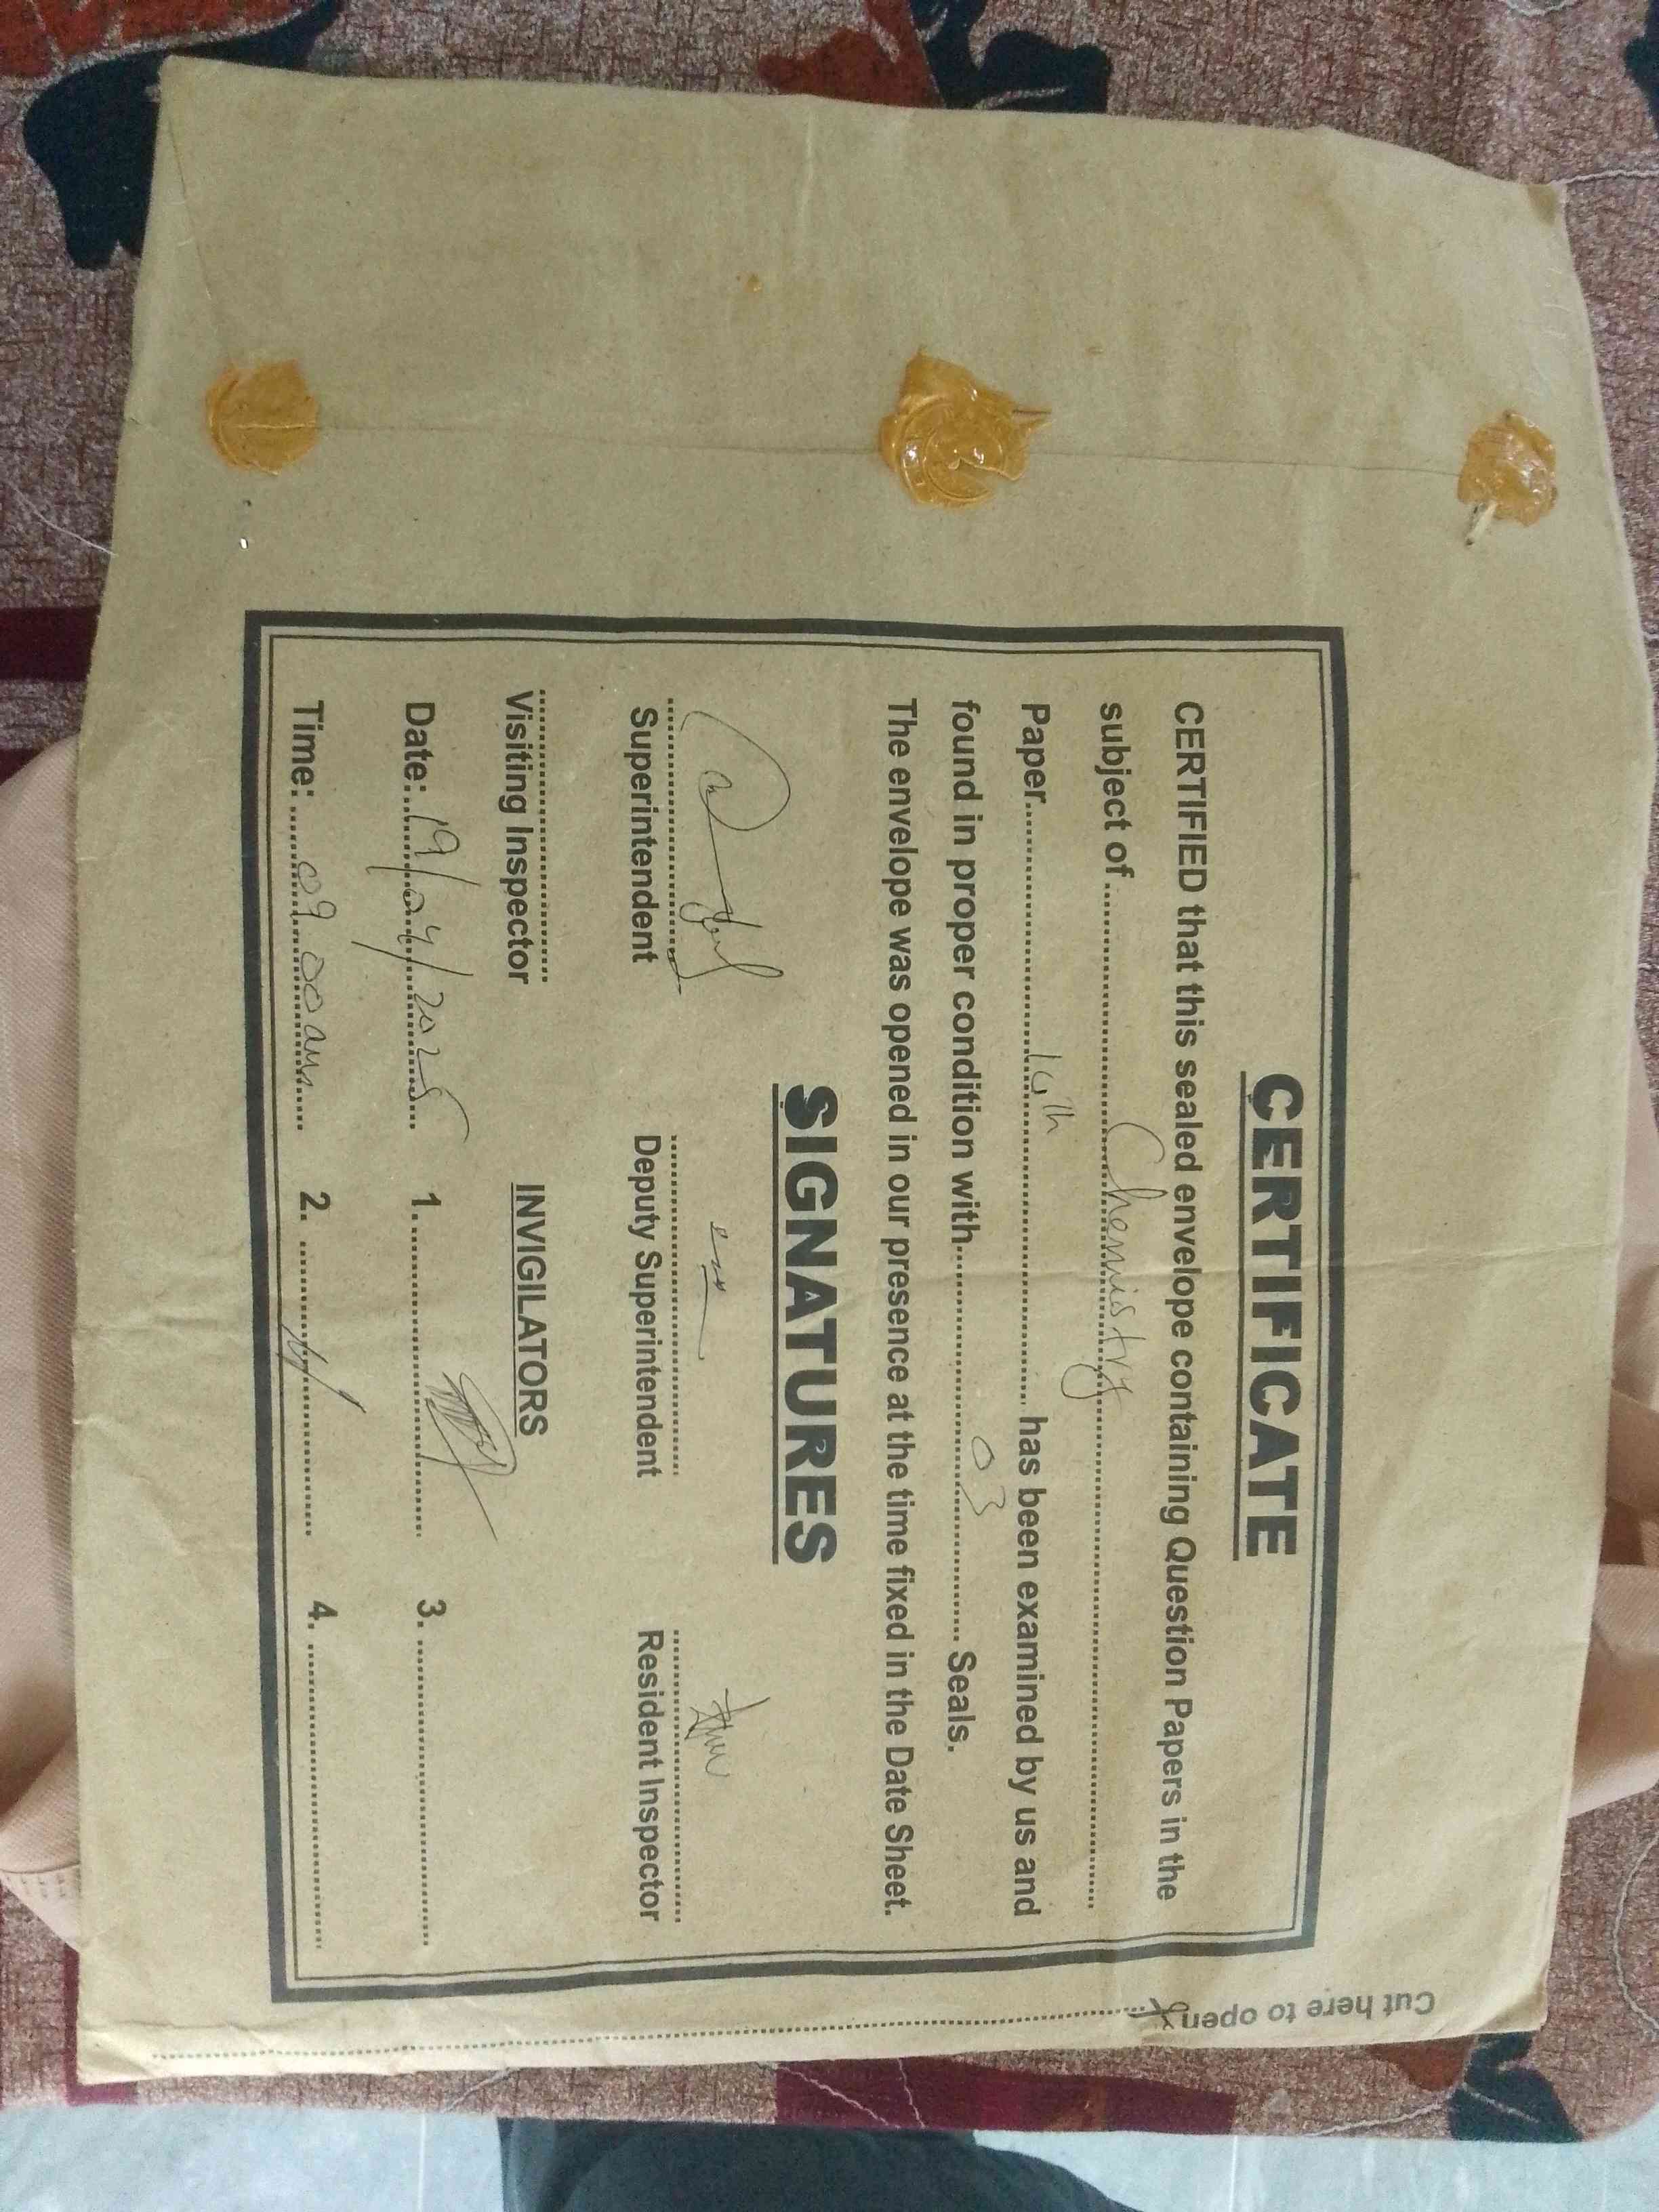 CERTIFICATE
CERTIFIED that this sealed envelope containing Question Papers in the
subject of ........ Chemistry ........
Paper ........ 10th ........ has been examined by us and
found in proper condition with ........ 03 ........ Seals.
The envelope was opened in our presence at the time fixed in the Date Sheet.
SIGNATURES
Superintendent Deputy Superintendent Resident Inspector
Visiting Inspector INVIGILATORS
Date: 19/04/2025 1. ........ 3. ........
Time: 09 00 am 2. ........ 4. ........
Cut here to open